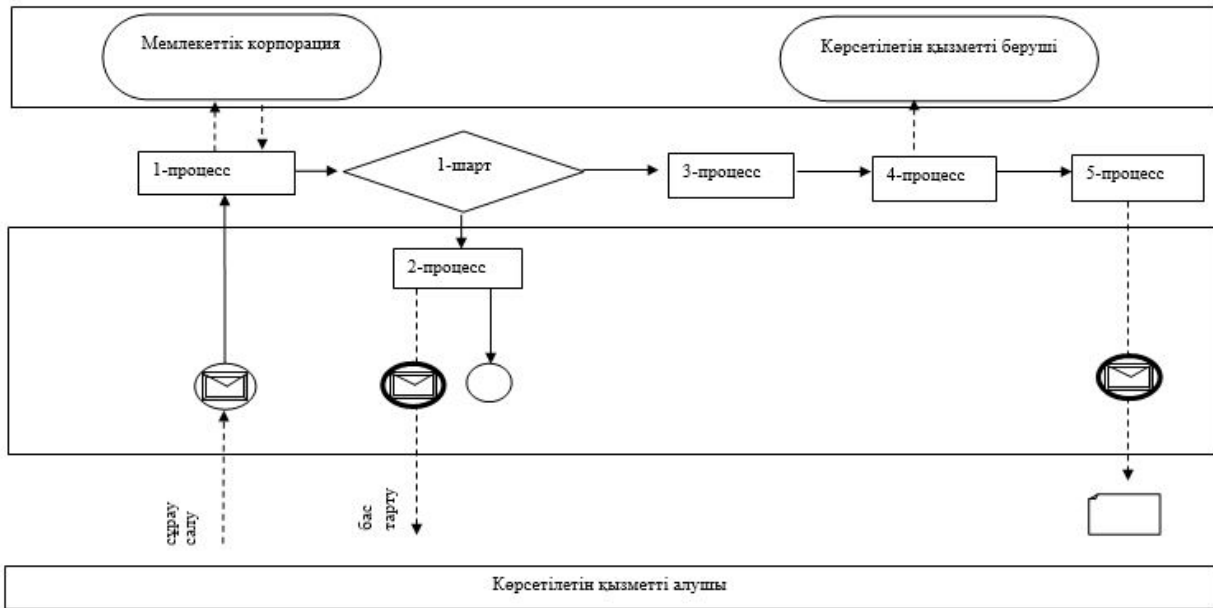 Мемлекеттік корпорация
Көрсетілетін қызметті беруші
1-процесс
1-шарт
3-процесс
4-процесс
5-процесс
2-процесс
сұрау
салу
бас
тарту
Көрсетілетін қызметті алушы